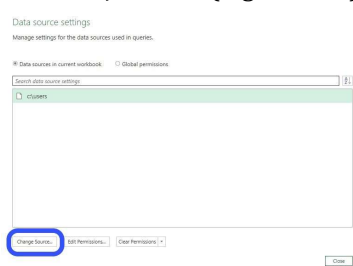 Data source settings
Manage settings for the data sources used in queries.
Data sources in current workbook Global permissions
Search data source settings
c:\users
Change Source... Edit Permissions... Clear Permissions
Close